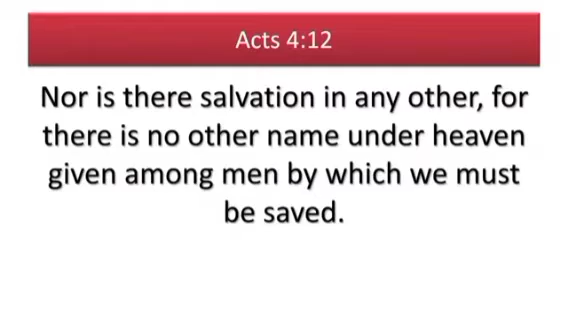 Acts 4:12
Nor is there salvation in any other, for
there is no other name under heaven
given among men by which we must
be saved.